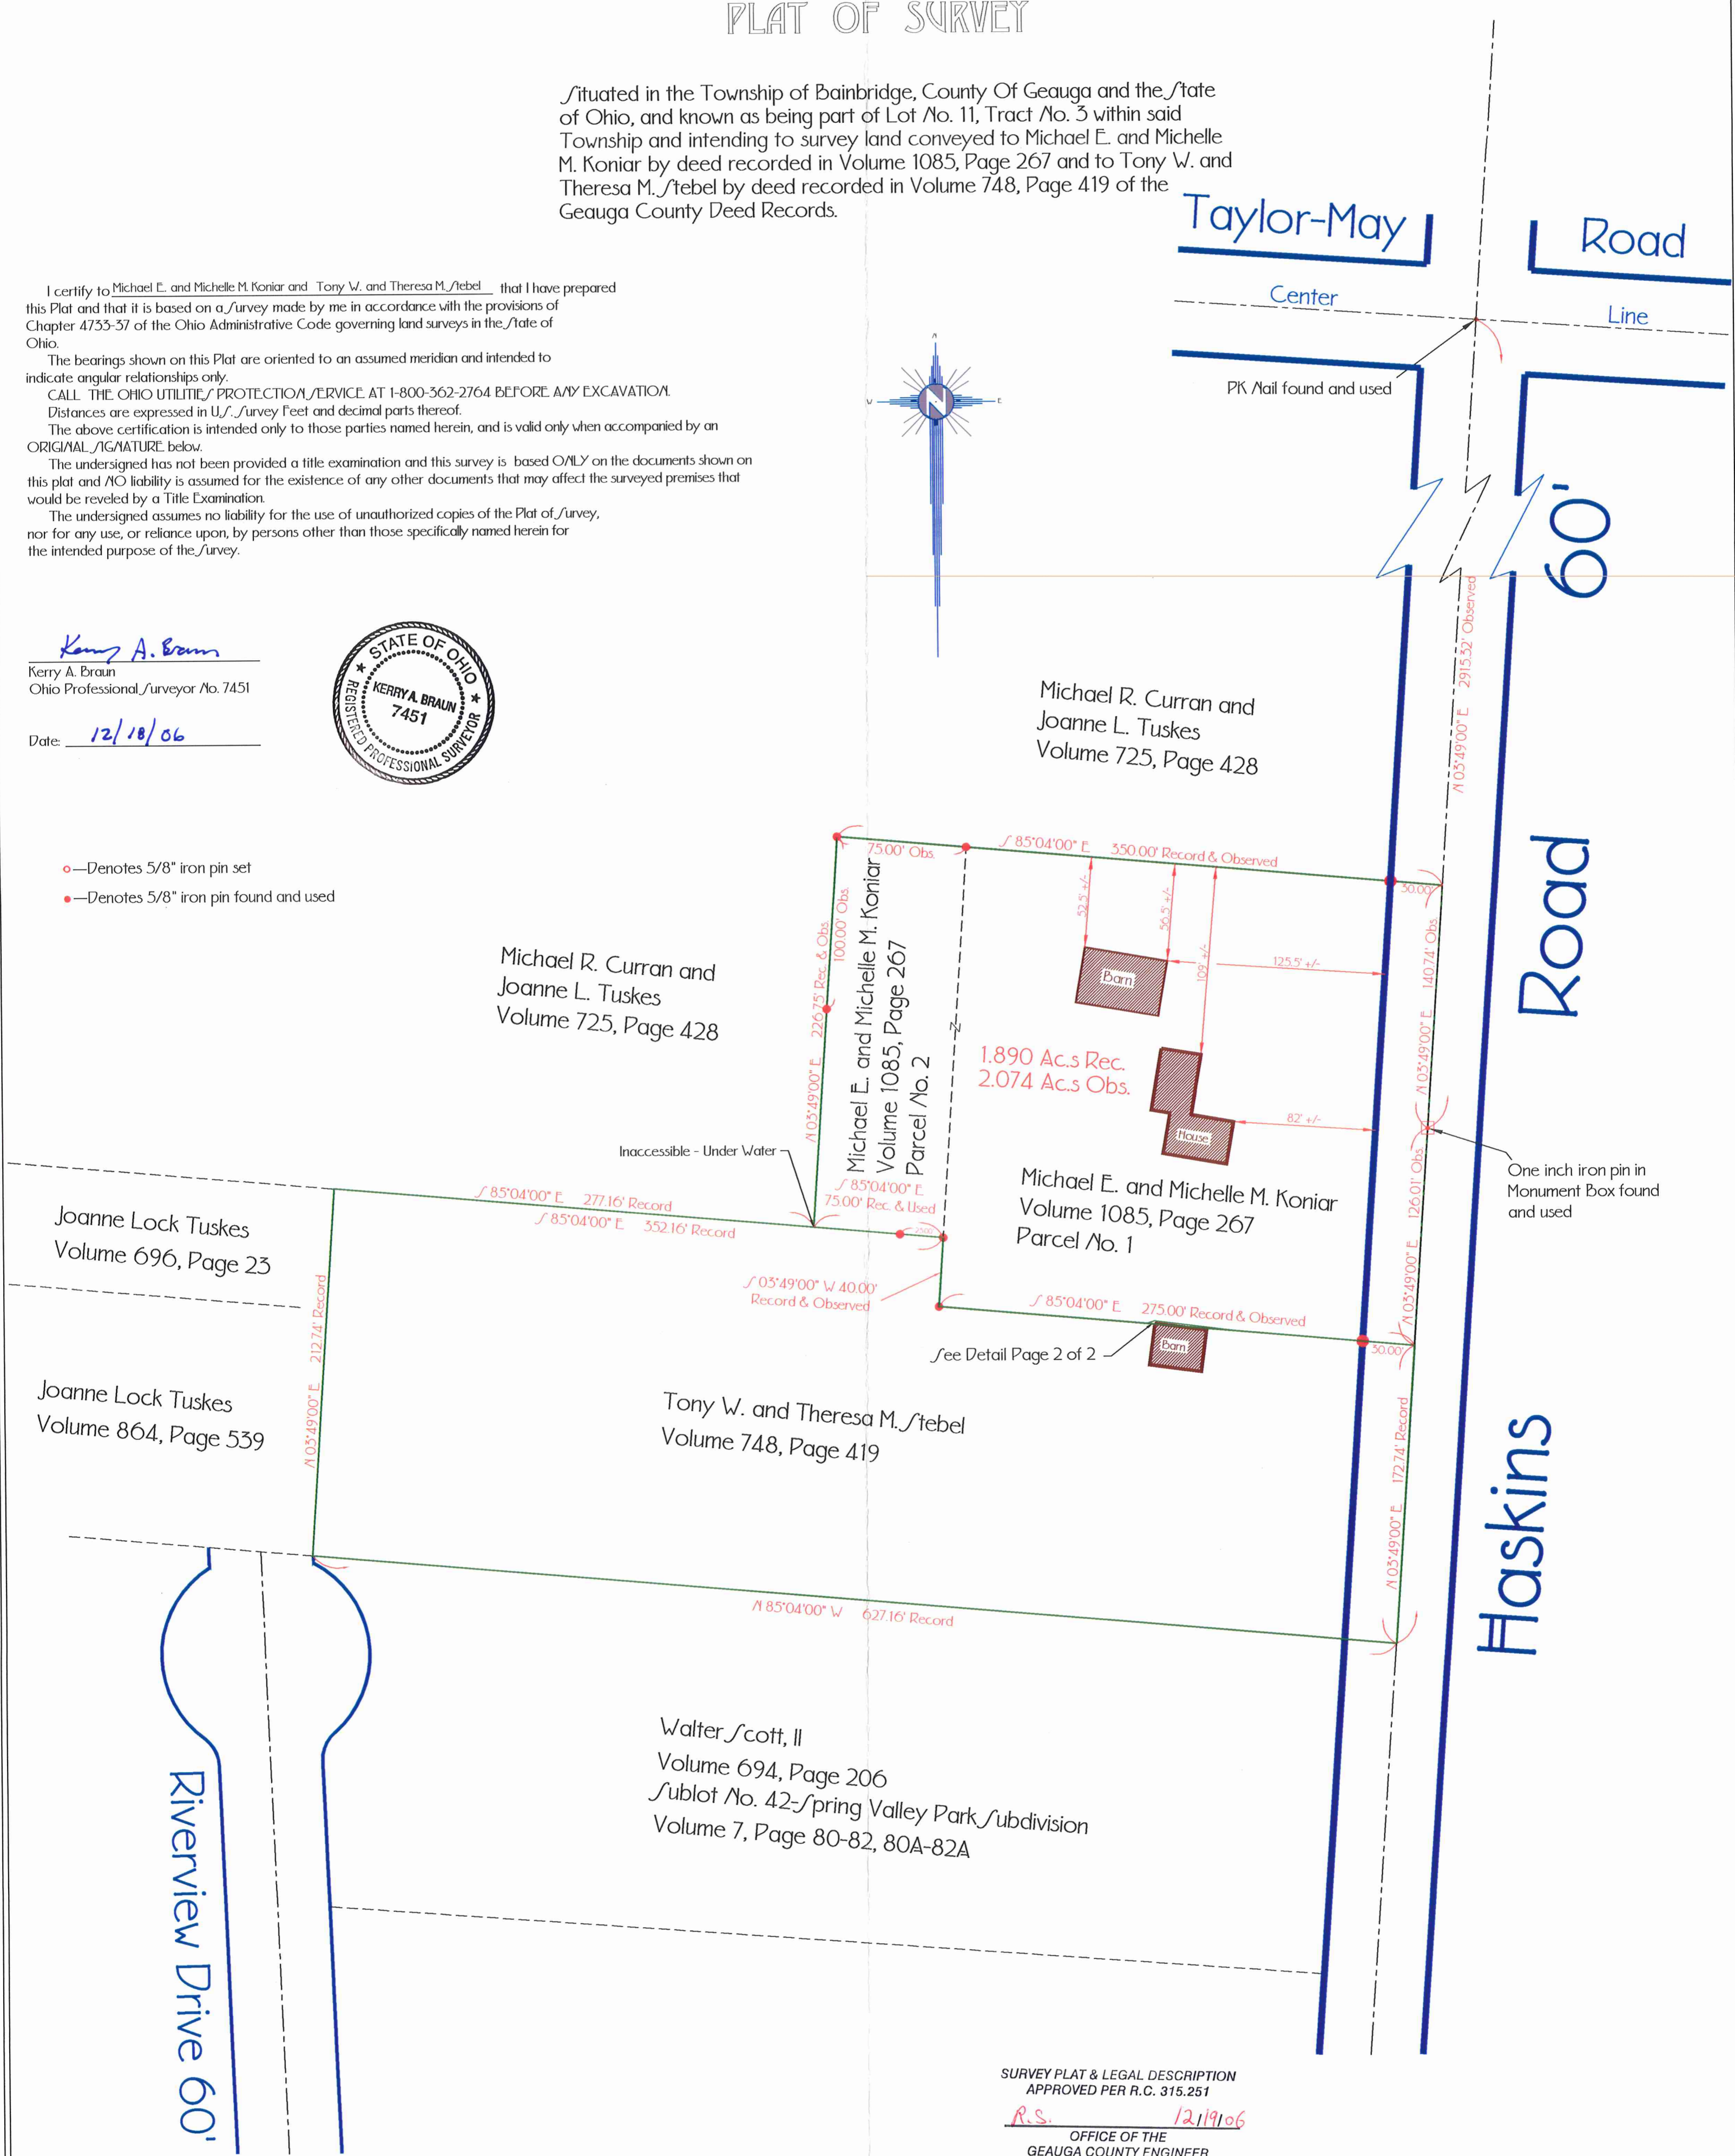 PLAT OF SURVEY
Situated in the Township of Bainbridge, County Of Geauga and the State
of Ohio, and known as being part of Lot No. 11, Tract No. 3 within said
Township and intending to survey land conveyed to Michael E. and Michelle
M. Koniar by deed recorded in Volume 1085, Page 267 and to Tony W. and
Theresa M. Stebel by deed recorded in Volume 748, Page 419 of the
Geauga County Deed Records.
I certify to Michael E. and Michelle M. Koniar and Tony W. and Theresa M. Stebel that I have prepared
this Plat and that it is based on a Survey made by me in accordance with the provisions of
Chapter 4733-37 of the Ohio Administrative Code governing land surveys in the State of
Ohio.
The bearings shown on this Plat are oriented to an assumed meridian and intended to
indicate angular relationships only.
CALL THE OHIO UTILITIES PROTECTION SERVICE AT 1-800-362-2764 BEFORE ANY EXCAVATION.
Distances are expressed in U.S. Survey Feet and decimal parts thereof.
The above certification is intended only to those parties named herein, and is valid only when accompanied by an
ORIGINAL SIGNATURE below.
The undersigned has not been provided a title examination and this survey is based ONLY on the documents shown on
this plat and NO liability is assumed for the existence of any other documents that may affect the surveyed premises that
would be reveled by a Title Examination.
The undersigned assumes no liability for the use of unauthorized copies of the Plat of Survey,
nor for any use, or reliance upon, by persons other than those specifically named herein for
the intended purpose of the Survey.
Kerry A. Braun
Kerry A. Braun
Ohio Professional Surveyor No. 7451
Date: 12/18/06
STATE OF OHIO
KERRY A. BRAUN
7451
REGISTERED PROFESSIONAL SURVEYOR
N
W
N
E
Taylor-May Road
Center Line
PK Nail found and used
Haskins Road 60'
N 03°49'00" E 2915.32' Observed
Michael R. Curran and
Joanne L. Tuskes
Volume 725, Page 428
—Denotes 5/8" iron pin set
—Denotes 5/8" iron pin found and used
75.00' Obs.
S 85°04'00" E 350.00' Record & Observed
30.00'
52.5' +/-
56.5' +/-
109' +/-
125.5' +/-
Barn
N 03°49'00" E 140.74' Obs.
Michael R. Curran and
Joanne L. Tuskes
Volume 725, Page 428
100.00' Obs.
N 03°49'00" E 226.75' Rec. & Obs.
Michael E. and Michelle M. Koniar
Volume 1085, Page 267
Parcel No. 2
Z
1.890 Ac.s Rec.
2.074 Ac.s Obs.
House
82' +/-
One inch iron pin in
Monument Box found
and used
Inaccessible - Under Water
S 85°04'00" E
75.00' Rec. & Used
Michael E. and Michelle M. Koniar
Volume 1085, Page 267
Parcel No. 1
N 03°49'00" E 126.01' Obs.
S 85°04'00" E 277.16' Record
S 85°04'00" E 352.16' Record
Joanne Lock Tuskes
Volume 696, Page 23
S 03°49'00" W 40.00'
Record & Observed
S 85°04'00" E 275.00' Record & Observed
30.00'
Barn
See Detail Page 2 of 2
N 03°49'00" E 212.74' Record
Joanne Lock Tuskes
Volume 864, Page 539
Tony W. and Theresa M. Stebel
Volume 748, Page 419
N 03°49'00" E 172.74' Record
N 85°04'00" W 627.16' Record
Walter Scott, II
Volume 694, Page 206
Sublot No. 42-Spring Valley Park Subdivision
Volume 7, Page 80-82, 80A-82A
Riverview Drive 60'
SURVEY PLAT & LEGAL DESCRIPTION
APPROVED PER R.C. 315.251
R.S. 12/19/06
OFFICE OF THE
GEAUGA COUNTY ENGINEER